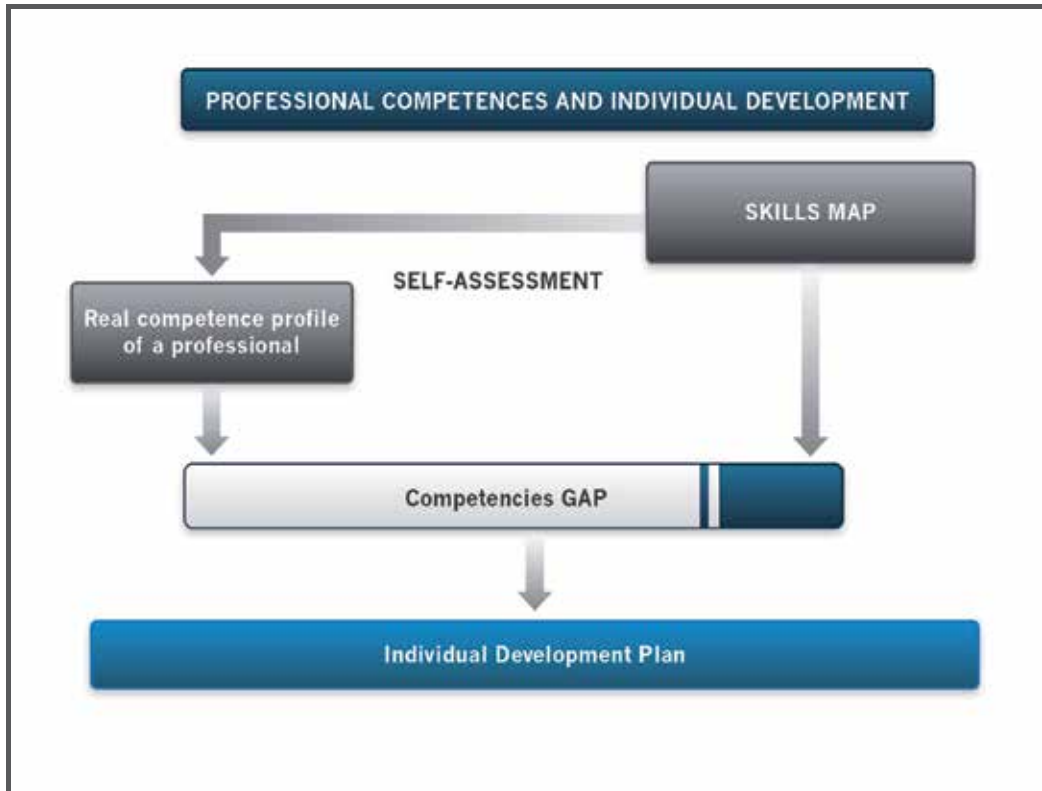 PROFESSIONAL COMPETENCES AND INDIVIDUAL DEVELOPMENT
SKILLS MAP
SELF-ASSESSMENT
Real competence profile
of a professional
Competencies GAP
Individual Development Plan